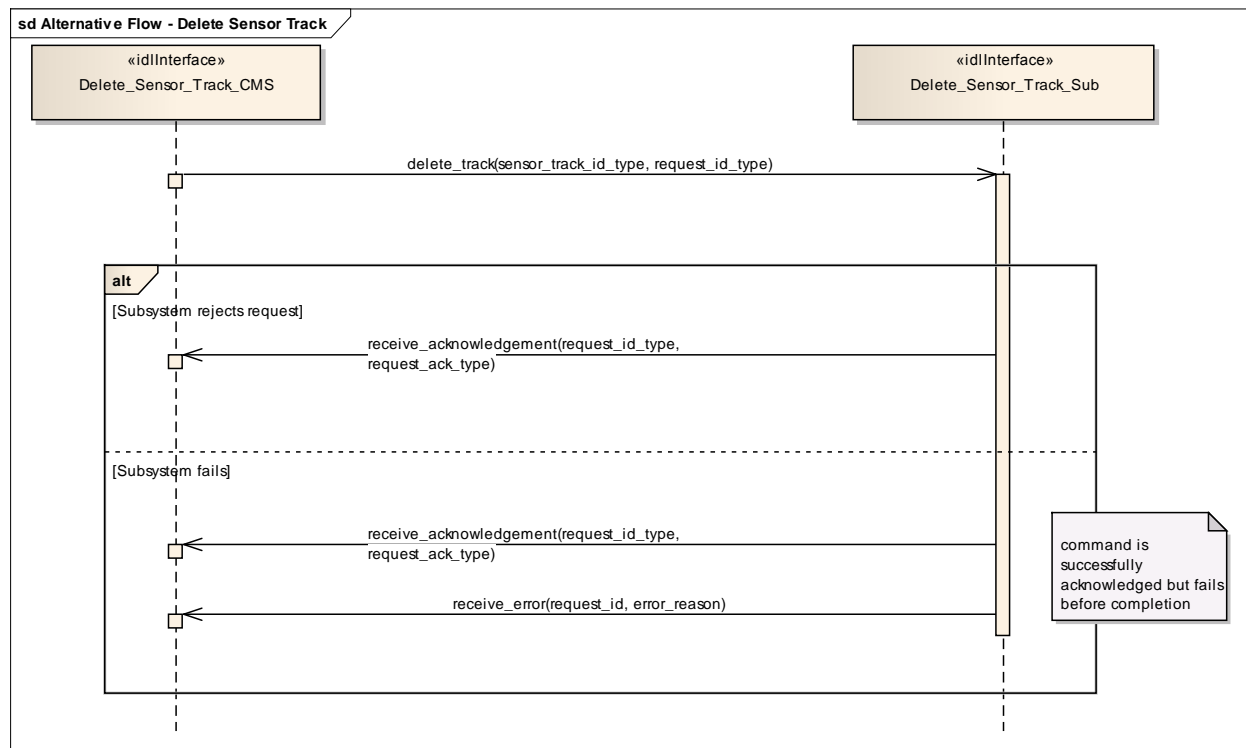 sd Alternative Flow - Delete Sensor Track
«idlInterface»
Delete_Sensor_Track_CMS
«idlInterface»
Delete_Sensor_Track_Sub
delete_track(sensor_track_id_type, request_id_type)
alt
[Subsystem rejects request]
receive_acknowledgement(request_id_type,
request_ack_type)
[Subsystem fails]
receive_acknowledgement(request_id_type,
request_ack_type)
command is
successfully
acknowledged but fails
before completion
receive_error(request_id, error_reason)